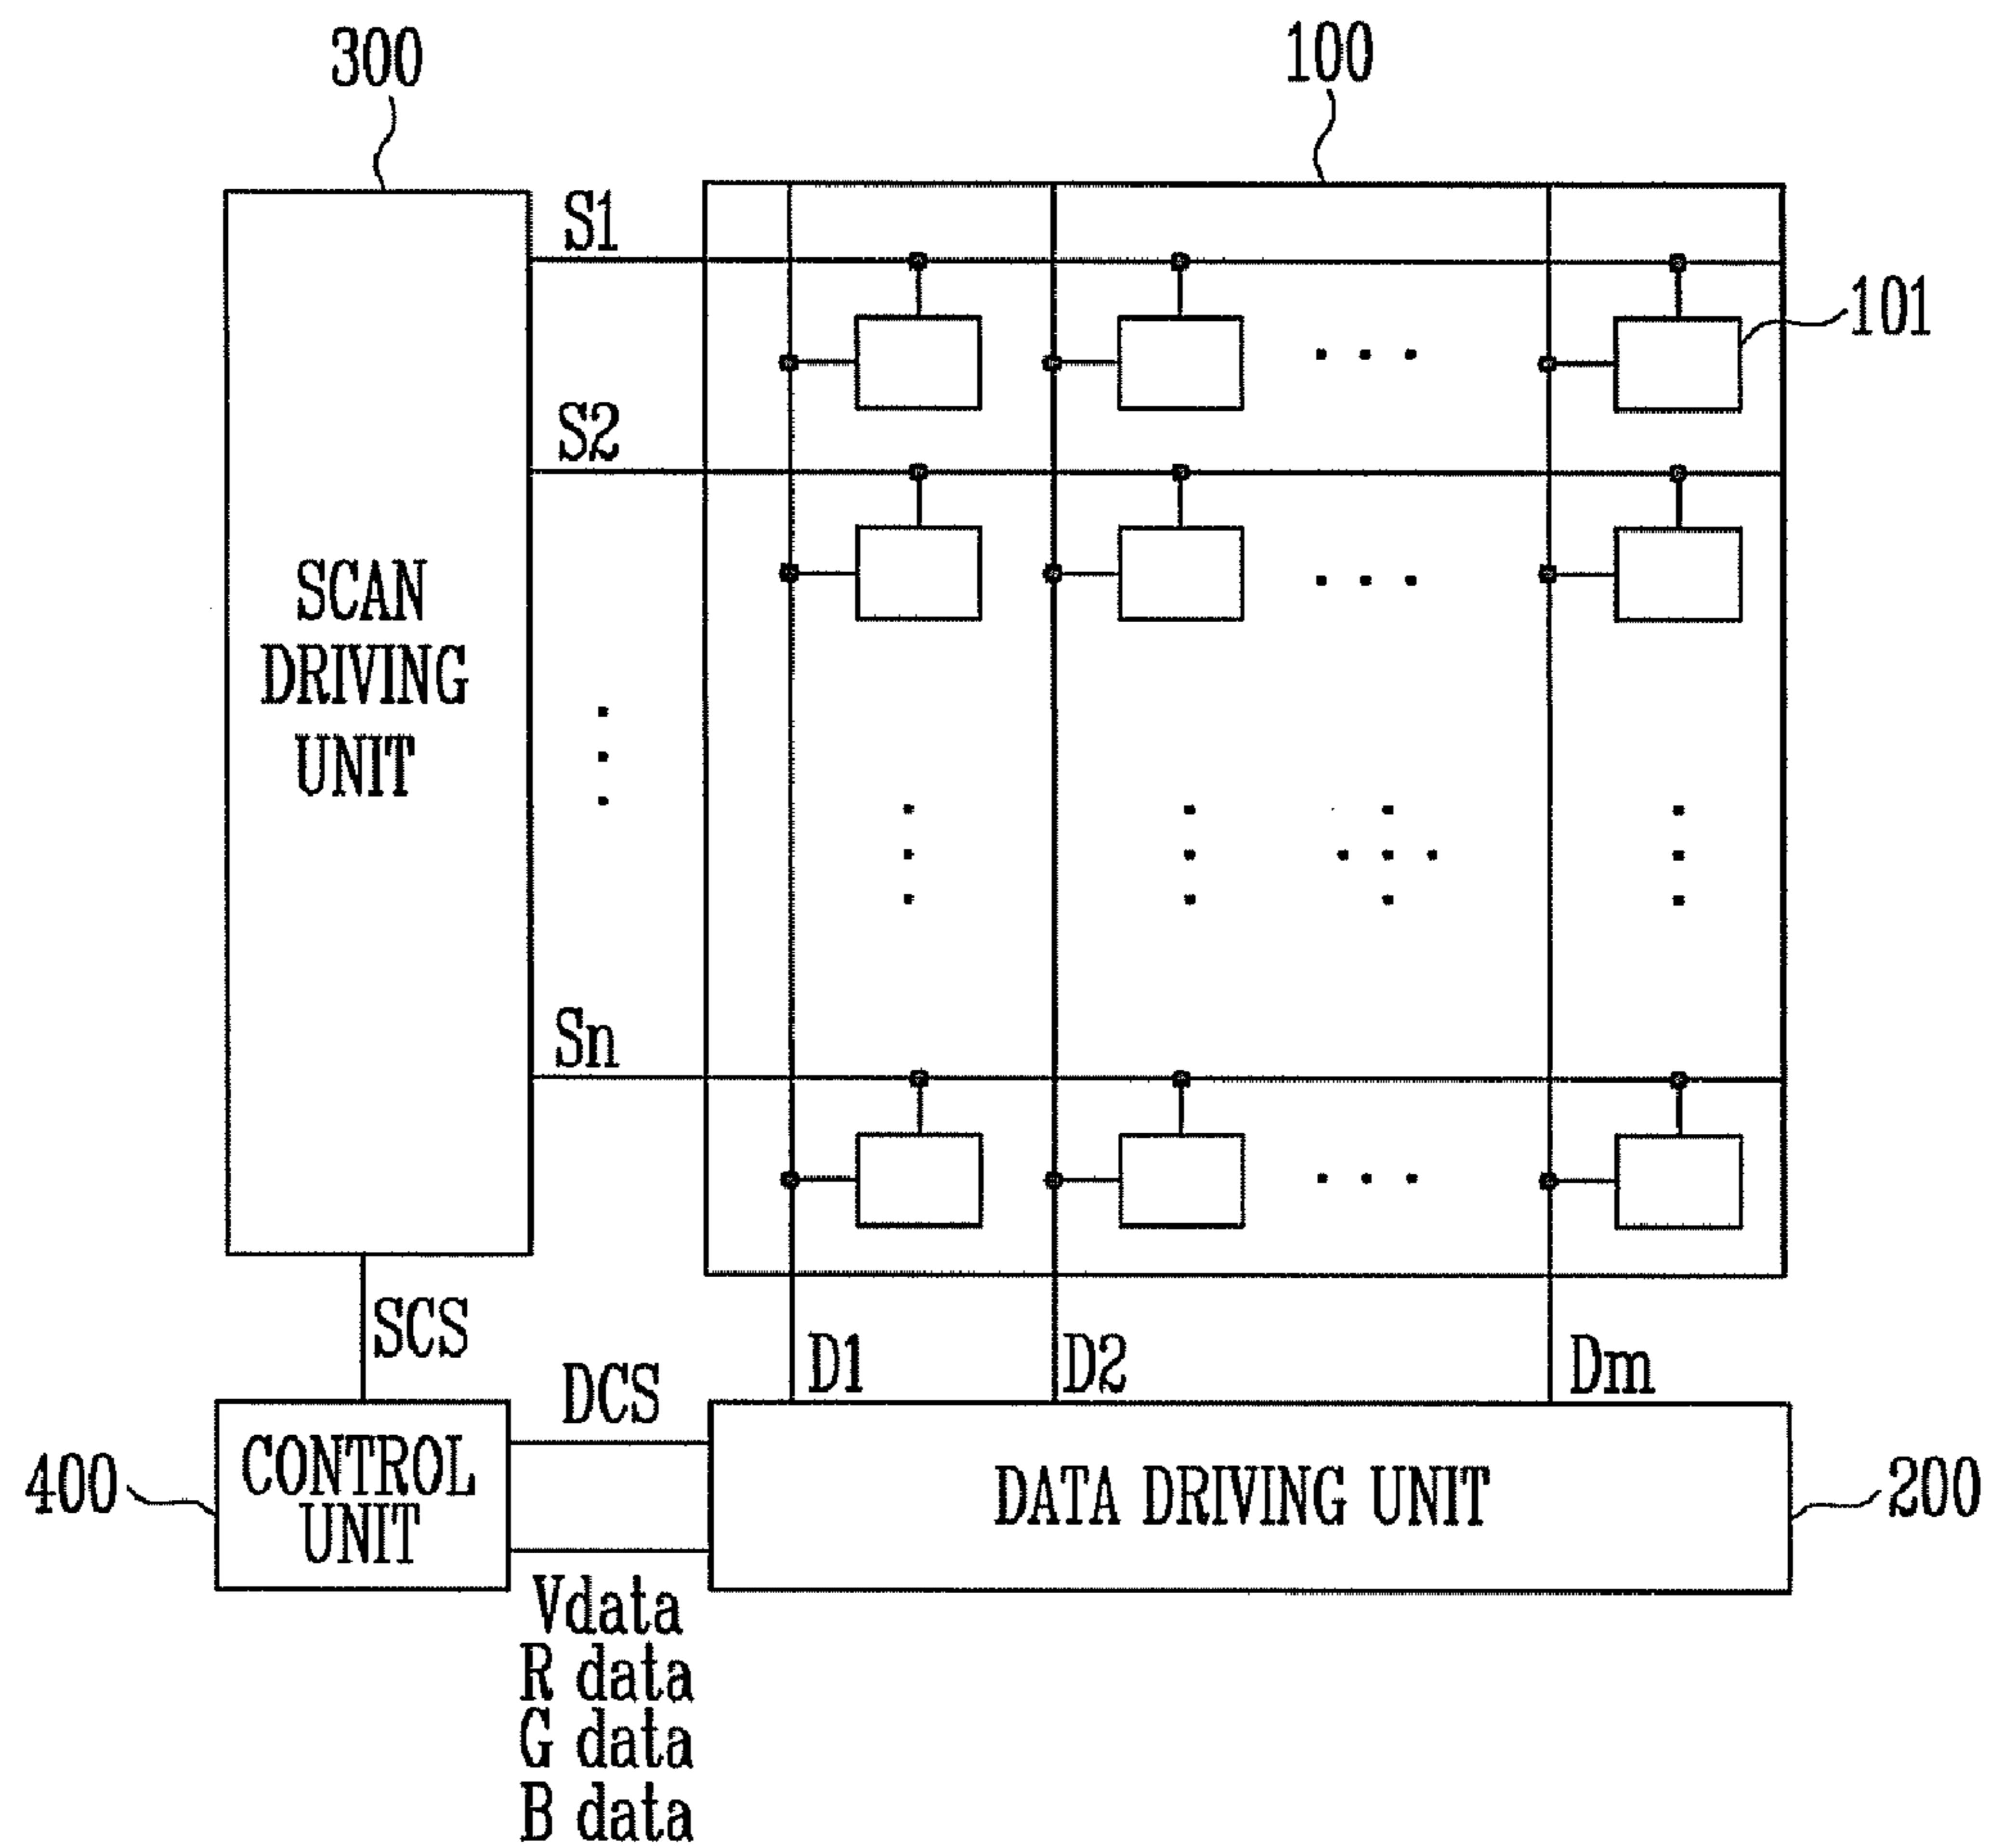 300
100
S1
101
S2
SCAN
DRIVING
UNIT
Sn
SCS
D1
D2
Dm
DCS
400
CONTROL
UNIT
DATA DRIVING UNIT
200
Vdata
R data
G data
B data